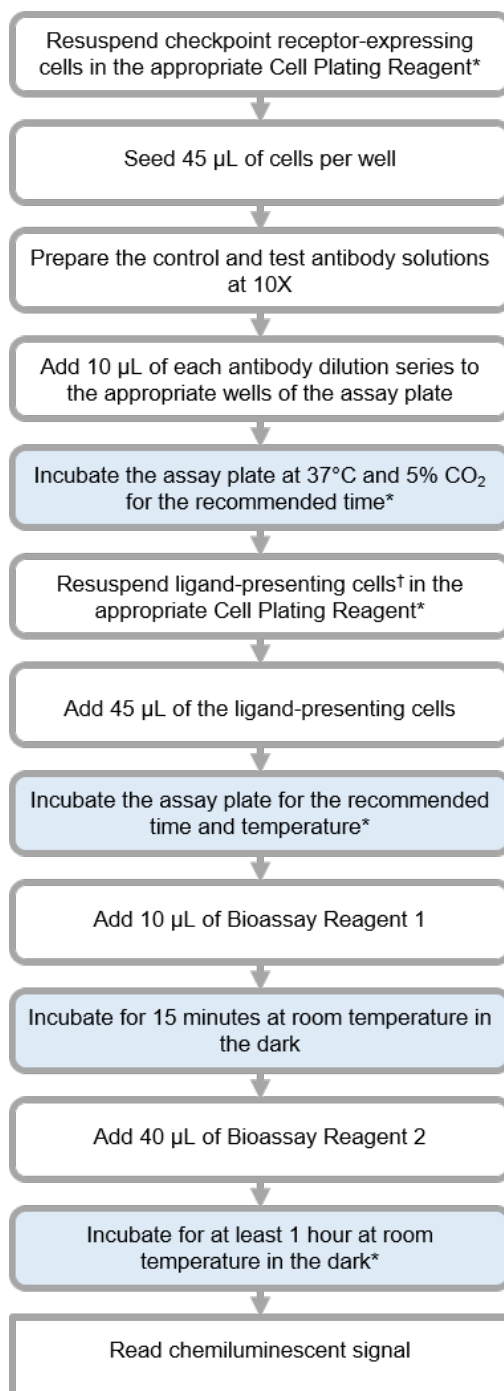 Resuspend checkpoint receptor-expressing
cells in the appropriate Cell Plating Reagent*
Seed 45 µL of cells per well
Prepare the control and test antibody solutions
at 10X
Add 10 µL of each antibody dilution series to
the appropriate wells of the assay plate
Incubate the assay plate at 37°C and 5% CO₂
for the recommended time*
Resuspend ligand-presenting cells† in the
appropriate Cell Plating Reagent*
Add 45 µL of the ligand-presenting cells
Incubate the assay plate for the recommended
time and temperature*
Add 10 µL of Bioassay Reagent 1
Incubate for 15 minutes at room temperature in
the dark
Add 40 µL of Bioassay Reagent 2
Incubate for at least 1 hour at room
temperature in the dark*
Read chemiluminescent signal